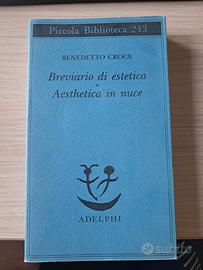 Piccola Biblioteca 243
BENEDETTO CROCE
Breviario di estetica
e
Aesthetica in nuce
ADELPHI
subito